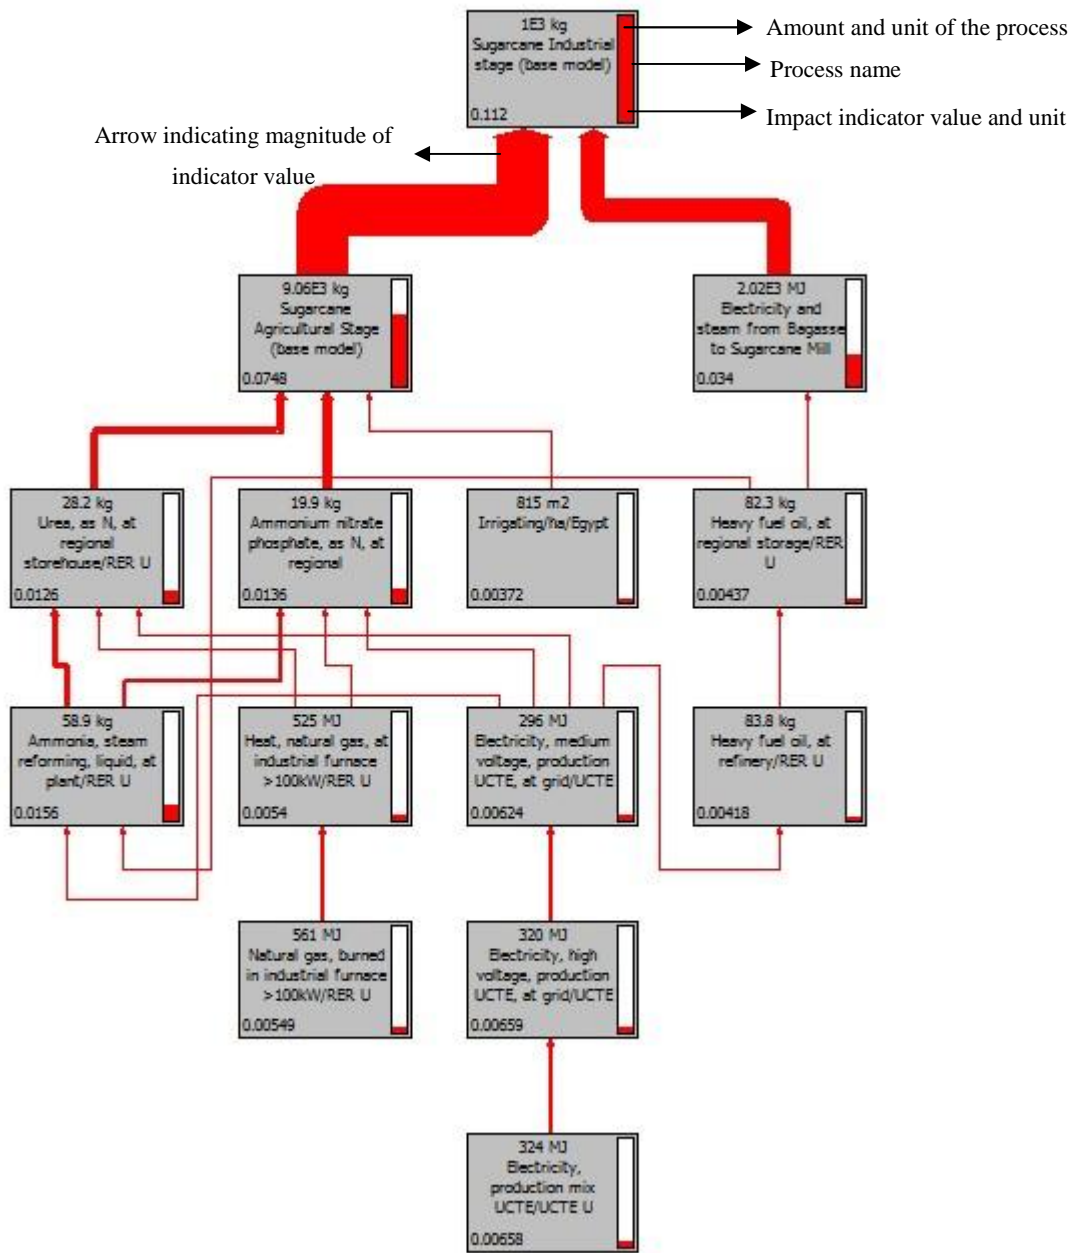 1E3 kg
Sugarcane Industrial
stage (base model)
0.112
Amount and unit of the process
Process name
Impact indicator value and unit
Arrow indicating magnitude of
indicator value
9.06E3 kg
Sugarcane
Agricultural Stage
(base model)
0.0748
2.02E3 MJ
Electricity and
steam from Bagasse
to Sugarcane Mill
0.034
28.2 kg
Urea, as N, at
regional
storehouse/RER U
0.0126
19.9 kg
Ammonium nitrate
phosphate, as N, at
regional
0.0136
815 m2
Irrigating/ha/Egypt
0.00372
82.3 kg
Heavy fuel oil, at
regional storage/RER
U
0.00437
58.9 kg
Ammonia, steam
reforming, liquid, at
plant/RER U
0.0156
525 MJ
Heat, natural gas, at
industrial furnace
>100kW/RER U
0.0054
296 MJ
Electricity, medium
voltage, production
UCTE, at grid/UCTE
0.00624
83.8 kg
Heavy fuel oil, at
refinery/RER U
0.00418
561 MJ
Natural gas, burned
in industrial furnace
>100kW/RER U
0.00549
320 MJ
Electricity, high
voltage, production
UCTE, at grid/UCTE
0.00659
324 MJ
Electricity,
production mix
UCTE/UCTE U
0.00658